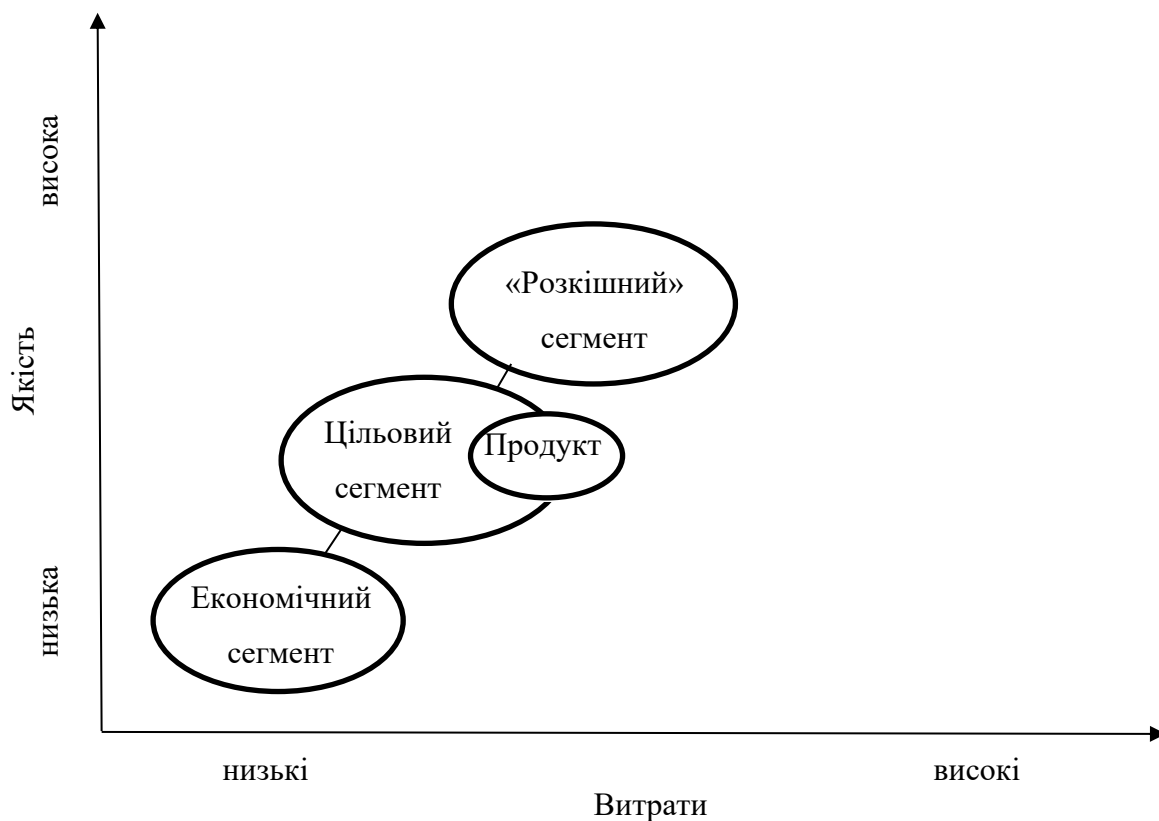 висока
«Розкішний»
сегмент
Якість
Цільовий
сегмент
Продукт
низька
Економічний
сегмент
низькі
високі
Витрати